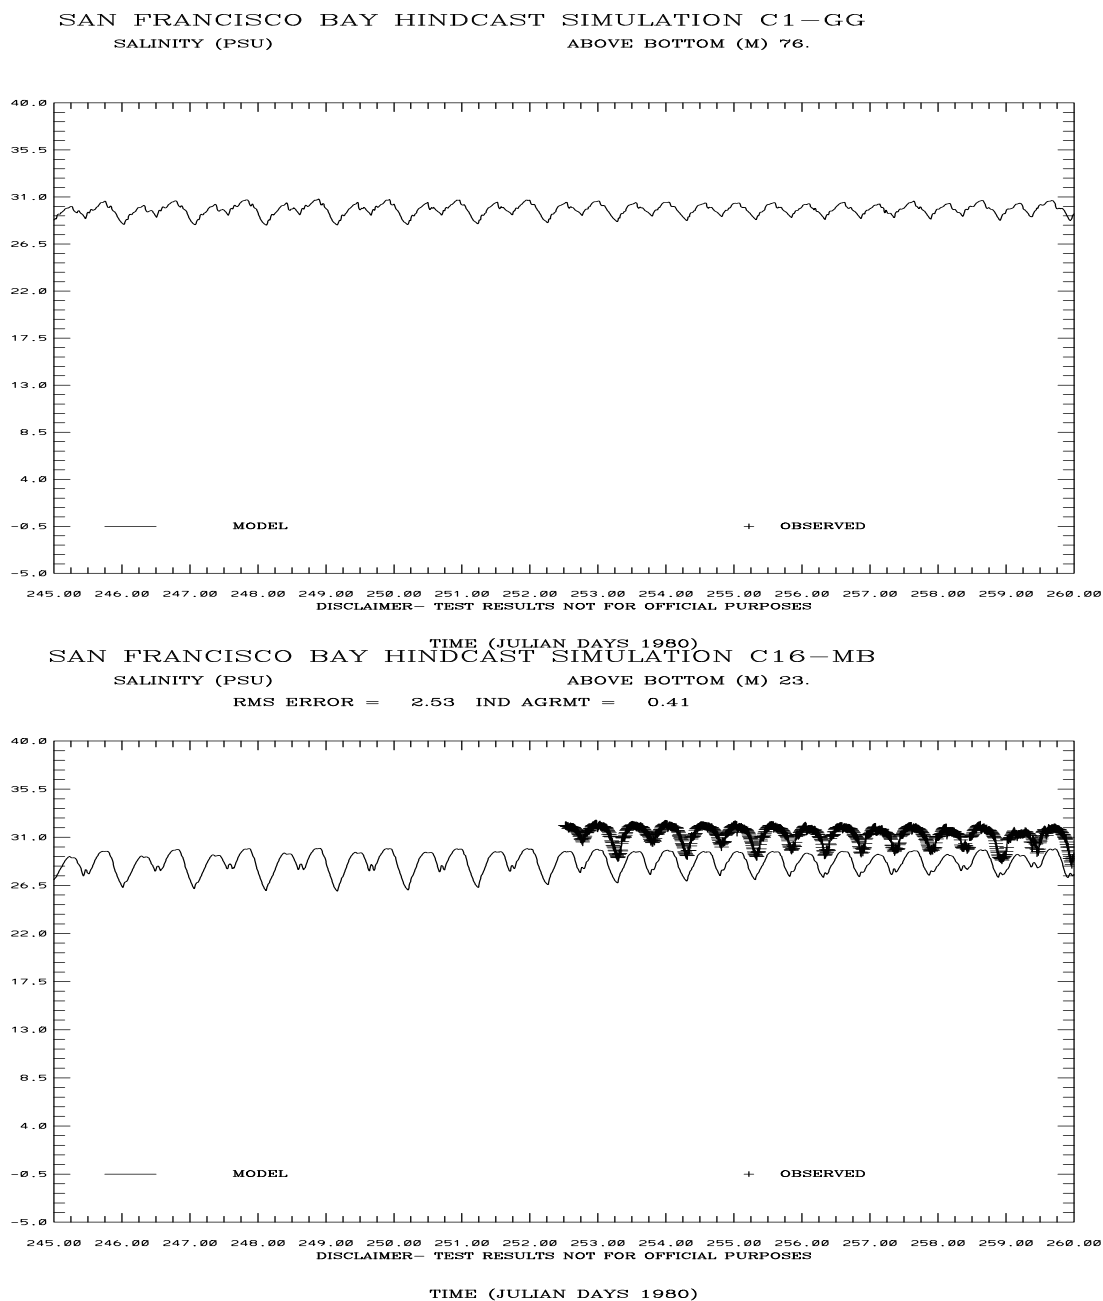 SAN FRANCISCO BAY HINDCAST SIMULATION C1-GG
SALINITY (PSU) ABOVE BOTTOM (M) 76.
40.0
35.5
31.0
26.5
22.0
17.5
13.0
8.5
4.0
-0.5
-5.0
MODEL + OBSERVED
245.00 246.00 247.00 248.00 249.00 250.00 251.00 252.00 253.00 254.00 255.00 256.00 257.00 258.00 259.00 260.00
DISCLAIMER- TEST RESULTS NOT FOR OFFICIAL PURPOSES
TIME (JULIAN DAYS 1980)
SAN FRANCISCO BAY HINDCAST SIMULATION C16-MB
SALINITY (PSU) ABOVE BOTTOM (M) 23.
RMS ERROR = 2.53 IND AGRMT = 0.41
40.0
35.5
31.0
26.5
22.0
17.5
13.0
8.5
4.0
-0.5
-5.0
MODEL + OBSERVED
245.00 246.00 247.00 248.00 249.00 250.00 251.00 252.00 253.00 254.00 255.00 256.00 257.00 258.00 259.00 260.00
DISCLAIMER- TEST RESULTS NOT FOR OFFICIAL PURPOSES
TIME (JULIAN DAYS 1980)